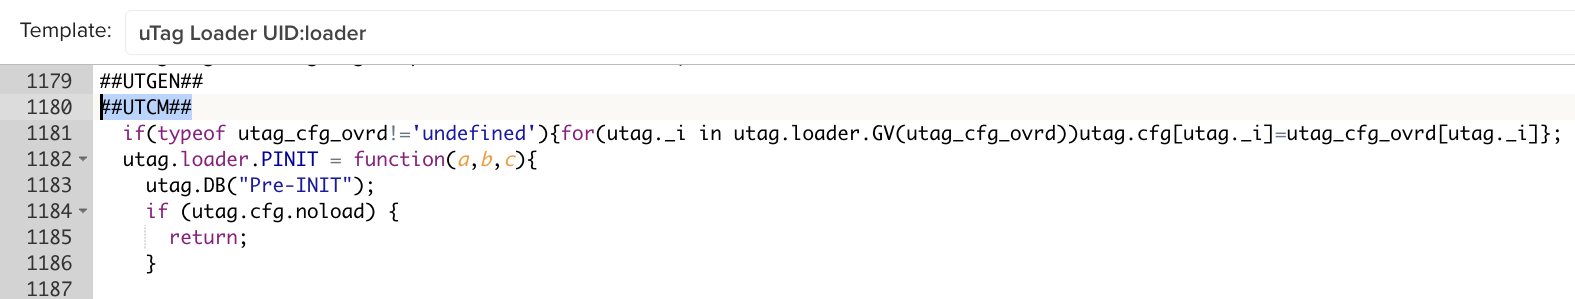 Template: uTag Loader UID:loader
1179 ##UTGEN##
1180 ##UTCM##
1181 if(typeof utag_cfg_ovrd!='undefined'){for(utag._i in utag.loader.GV(utag_cfg_ovrd))utag.cfg[utag._i]=utag_cfg_ovrd[utag._i]};
1182 utag.loader.PINIT = function(a,b,c){
1183 utag.DB("Pre-INIT");
1184 if (utag.cfg.noload) {
1185 return;
1186 }
1187